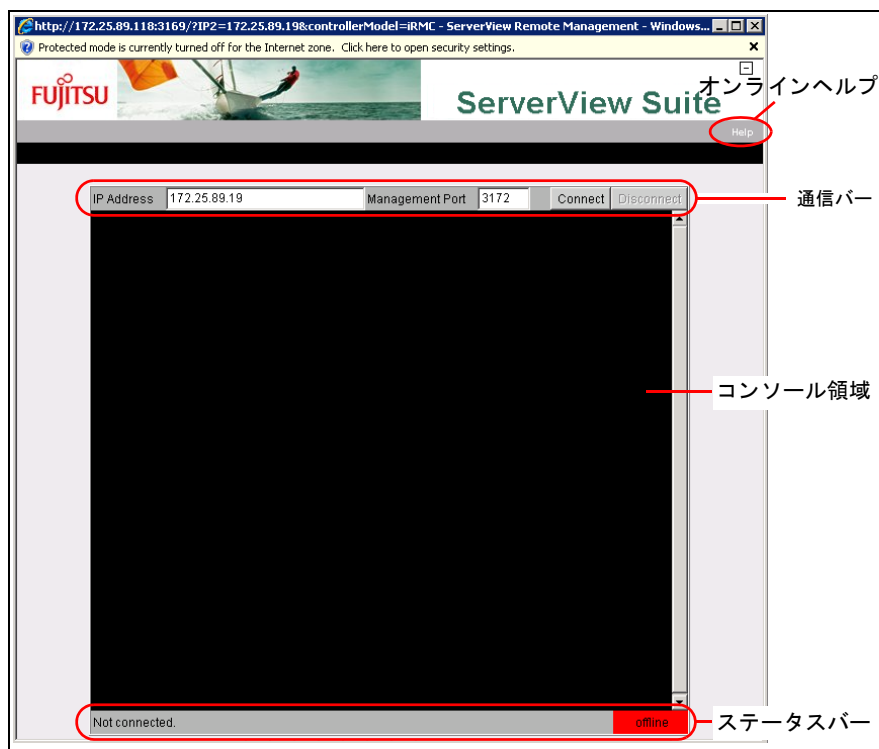 http://172.25.89.118:3169/?IP2=172.25.89.19&controllerModel=iRMC - ServerView Remote Management - Windows...
Protected mode is currently turned off for the Internet zone. Click here to open security settings.
FUJITSU
ServerView Suite
オンラインヘルプ
Help
IP Address 172.25.89.19 Management Port 3172 Connect Disconnect
通信バー
コンソール領域
Not connected. offline
ステータスバー